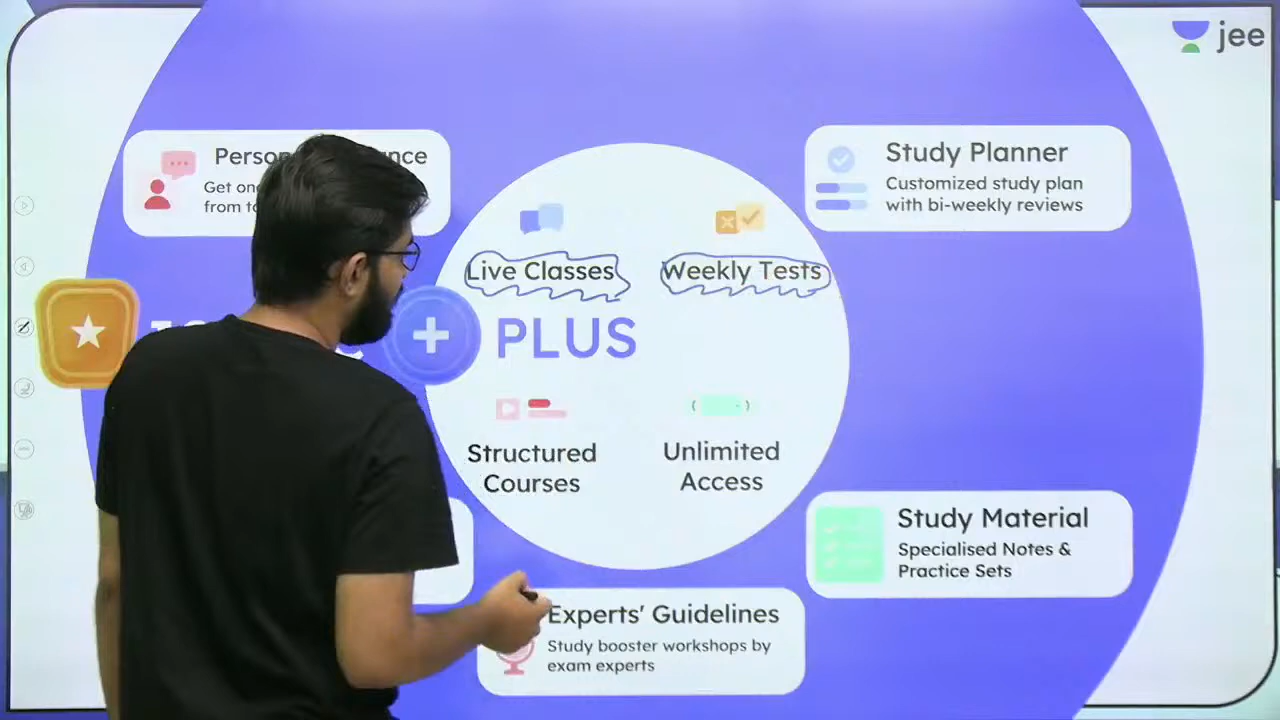 jee
Study Planner
Customized study plan
with bi-weekly reviews
Get
from
Live Classes
Weekly Tests
PLUS
Structured
Courses
Unlimited
Access
Study Material
Specialised Notes &
Practice Sets
Experts' Guidelines
Study booster workshops by
exam experts